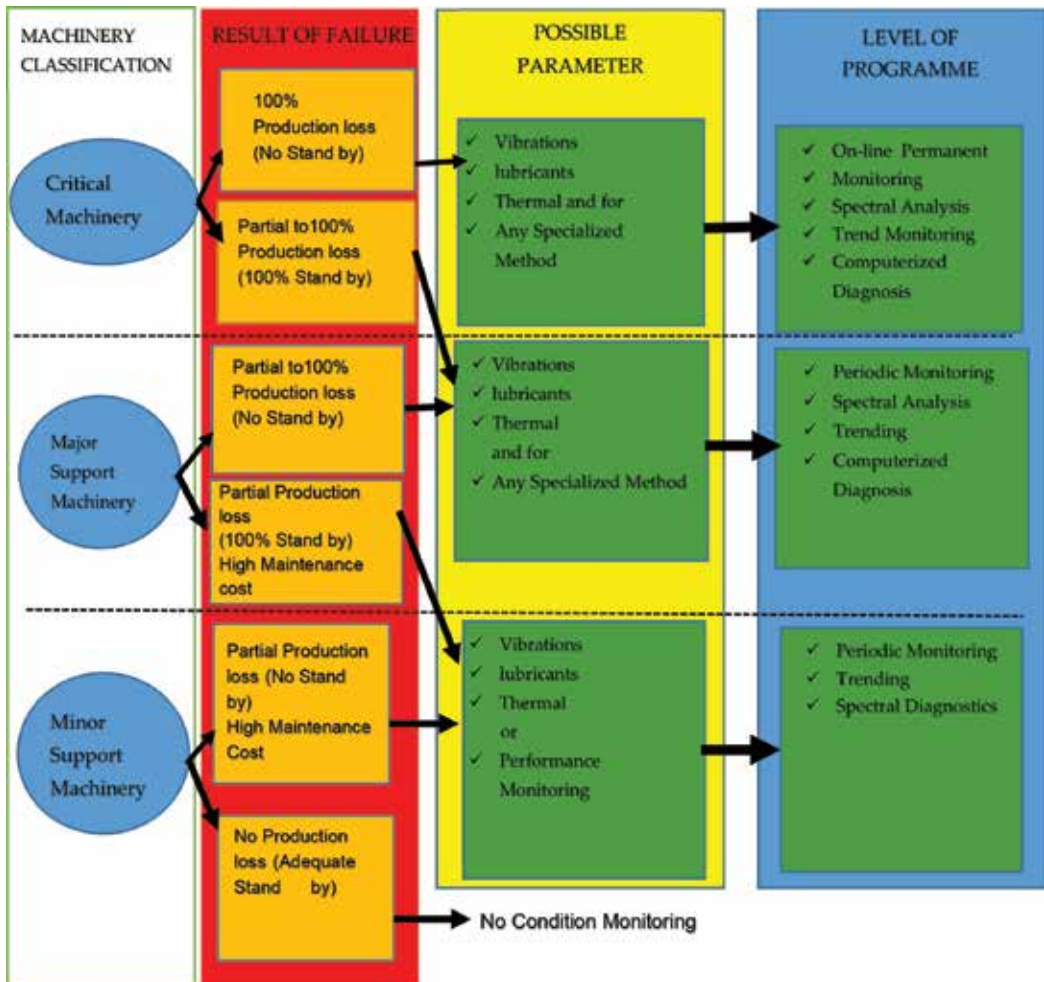 MACHINERY
CLASSIFICATION
RESULT OF FAILURE
POSSIBLE
PARAMETER
LEVEL OF
PROGRAMME
Critical
Machinery
100%
Production loss
(No Stand by)
Partial to100%
Production loss
(100% Stand by)
✓ Vibrations
✓ lubricants
✓ Thermal and for
✓ Any Specialized
Method
✓ On-line Permanent
✓ Monitoring
✓ Spectral Analysis
✓ Trend Monitoring
✓ Computerized
Diagnosis
Major
Support
Machinery
Partial to100%
Production loss
(No Stand by)
Partial Production
loss
(100% Stand by)
High Maintenance
cost
✓ Vibrations
✓ lubricants
✓ Thermal
and for
✓ Any Specialized Method
✓ Periodic Monitoring
✓ Spectral Analysis
✓ Trending
✓ Computerized
Diagnosis
Minor
Support
Machinery
Partial Production
loss (No Stand
by)
High Maintenance
Cost
No Production
loss (Adequate
Stand by)
✓ Vibrations
✓ lubricants
✓ Thermal
or
✓ Performance
Monitoring
✓ Periodic Monitoring
✓ Trending
✓ Spectral Diagnostics
No Condition Monitoring